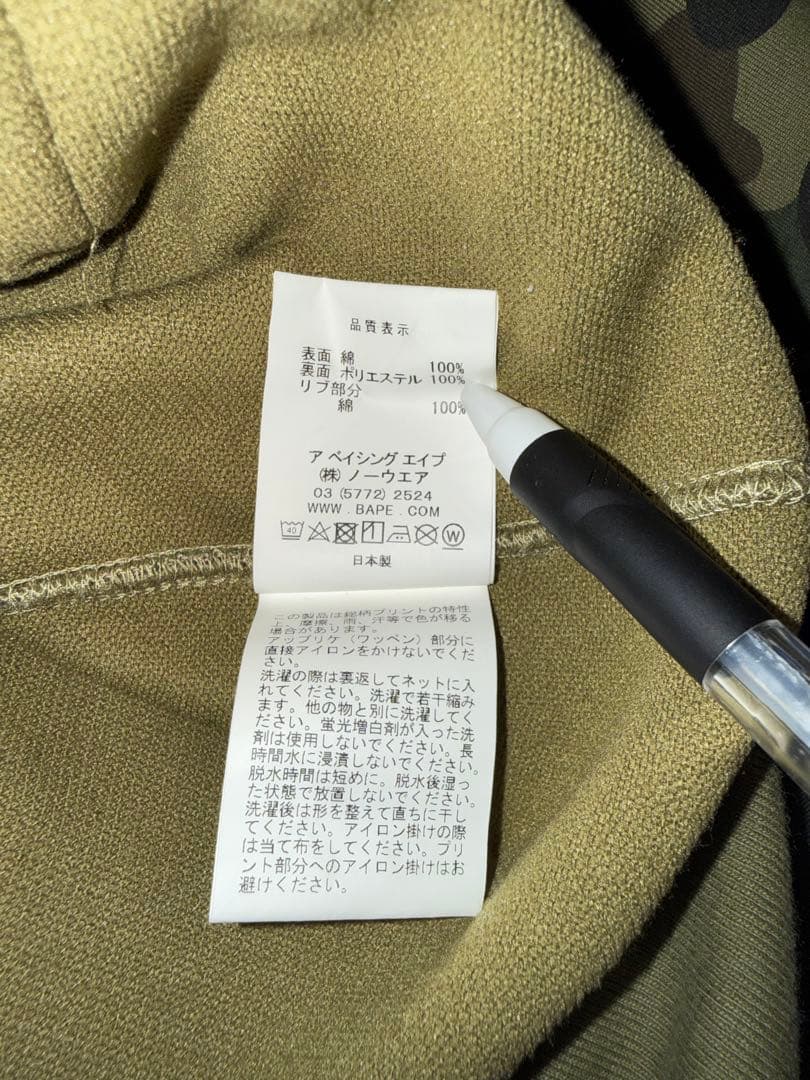 品質表示
表面 綿 100%
裏面 ポリエステル 100%
リブ部分
綿 100%
ア ベイシング エイプ
(株) ノーウエア
03 (5772) 2524
WWW.BAPE.COM
40 W
日本製
この製品は総柄プリントの特性
上、摩擦、雨、汗等で色が移る
場合があります。
アップリケ(ワッペン)部分に
直接アイロンをかけないでくだ
さい。
洗濯の際は裏返してネットに入
れてください。洗濯で若干縮み
ます。他の物と別に洗濯してく
ださい。蛍光増白剤が入った洗
剤は使用しないでください。長
時間水に浸漬しないでください。
脱水時間は短めに。脱水後湿っ
た状態で放置しないでください。
洗濯後は形を整えて直ちに干し
てください。アイロン掛けの際
は当て布をしてください。プリ
ント部分へのアイロン掛けはお
避けください。